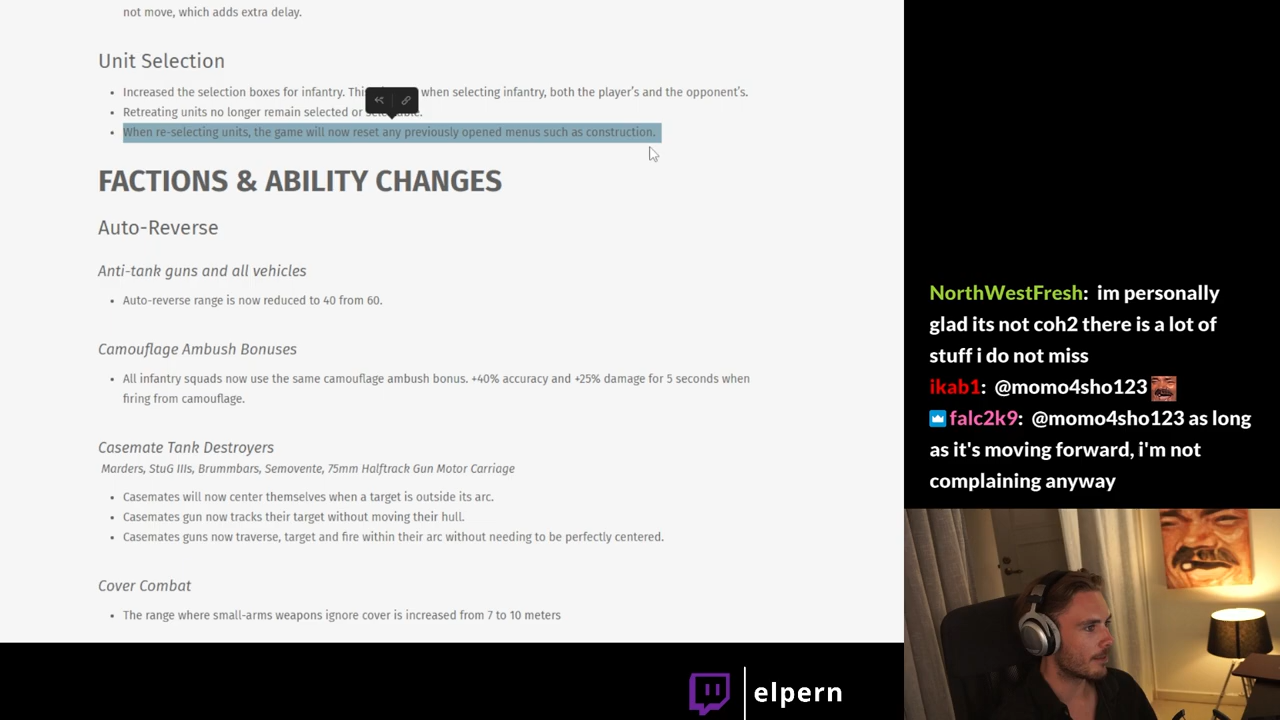 not move, which adds extra delay.
Unit Selection
• Increased the selection boxes for infantry. Thi when selecting infantry, both the player's and the opponent's.
• Retreating units no longer remain selected or
• When re-selecting units, the game will now reset any previously opened menus such as construction.
FACTIONS & ABILITY CHANGES
Auto-Reverse
Anti-tank guns and all vehicles
• Auto-reverse range is now reduced to 40 from 60.
Camouflage Ambush Bonuses
• All infantry squads now use the same camouflage ambush bonus. +40% accuracy and +25% damage for 5 seconds when
firing from camouflage.
Casemate Tank Destroyers
Marders, StuG IIIs, Brummbars, Semovente, 75mm Halftrack Gun Motor Carriage
• Casemates will now center themselves when a target is outside its arc.
• Casemates gun now tracks their target without moving their hull.
• Casemates guns now traverse, target and fire within their arc without needing to be perfectly centered.
Cover Combat
• The range where small-arms weapons ignore cover is increased from 7 to 10 meters
NorthWestFresh: im personally
glad its not coh2 there is a lot of
stuff i do not miss
ikab1: @momo4sho123
falc2k9: @momo4sho123 as long
as it's moving forward, i'm not
complaining anyway
elpern